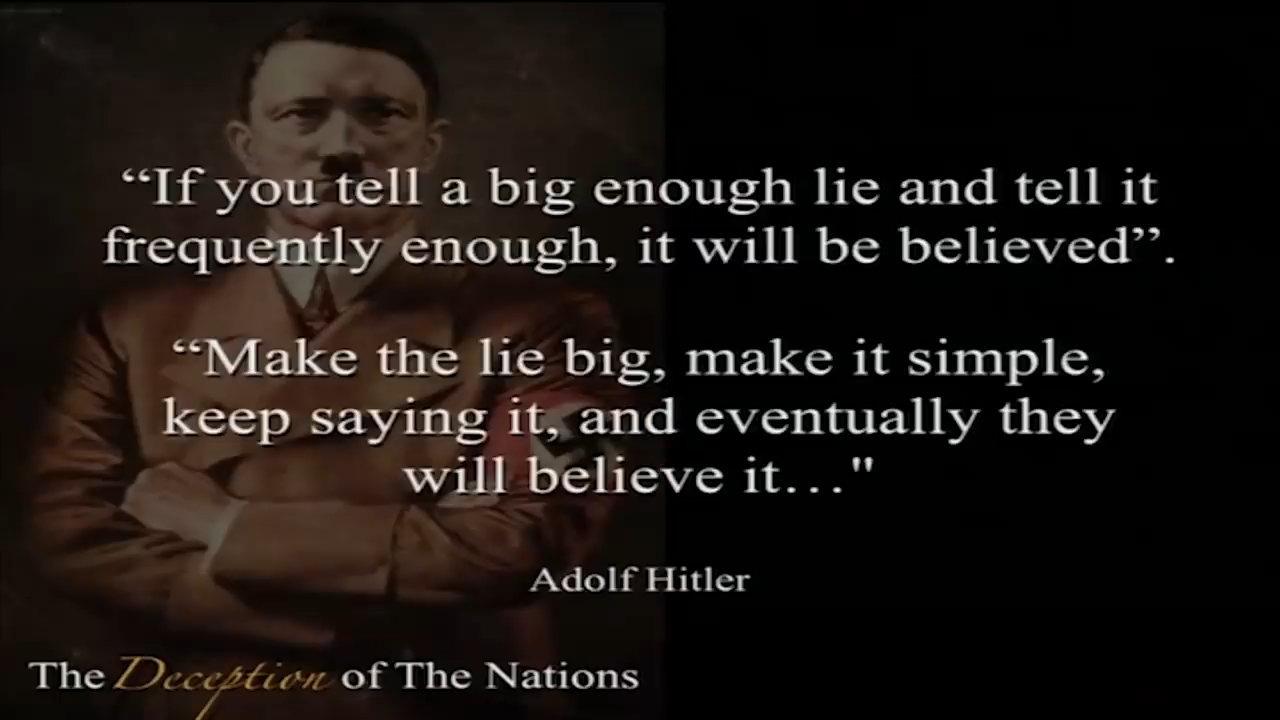 “If you tell a big enough lie and tell it
frequently enough, it will be believed”.
“Make the lie big, make it simple,
keep saying it, and eventually they
will believe it…"
Adolf Hitler
The Deception of The Nations